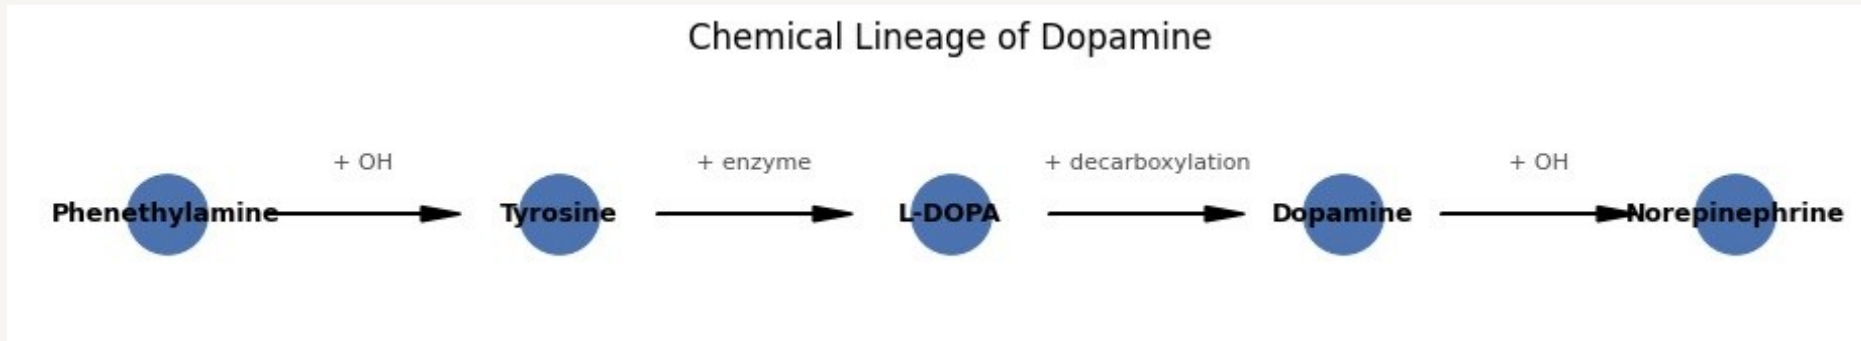 Chemical Lineage of Dopamine
+ OH
+ enzyme
+ decarboxylation
+ OH
Phenethylamine
Tyrosine
L-DOPA
Dopamine
Norepinephrine